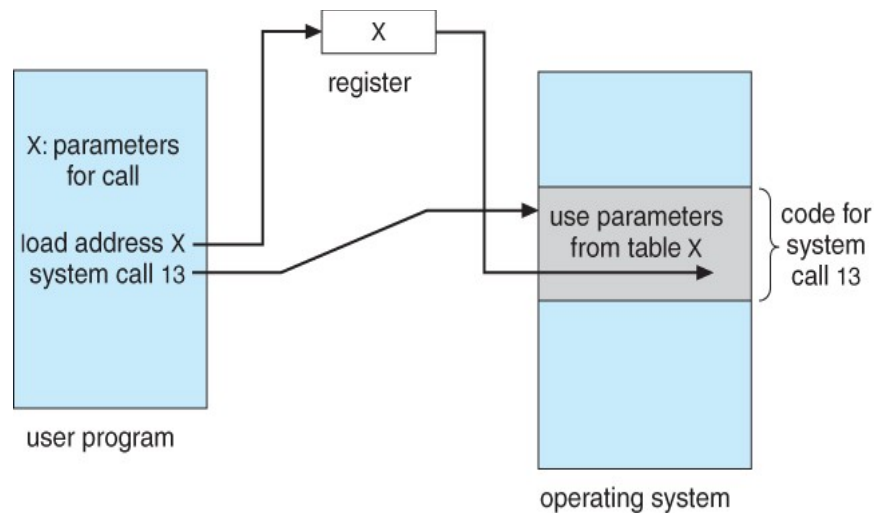 X
register
X: parameters
for call
load address X
system call 13
user program
use parameters
from table X
code for
system
call 13
operating system